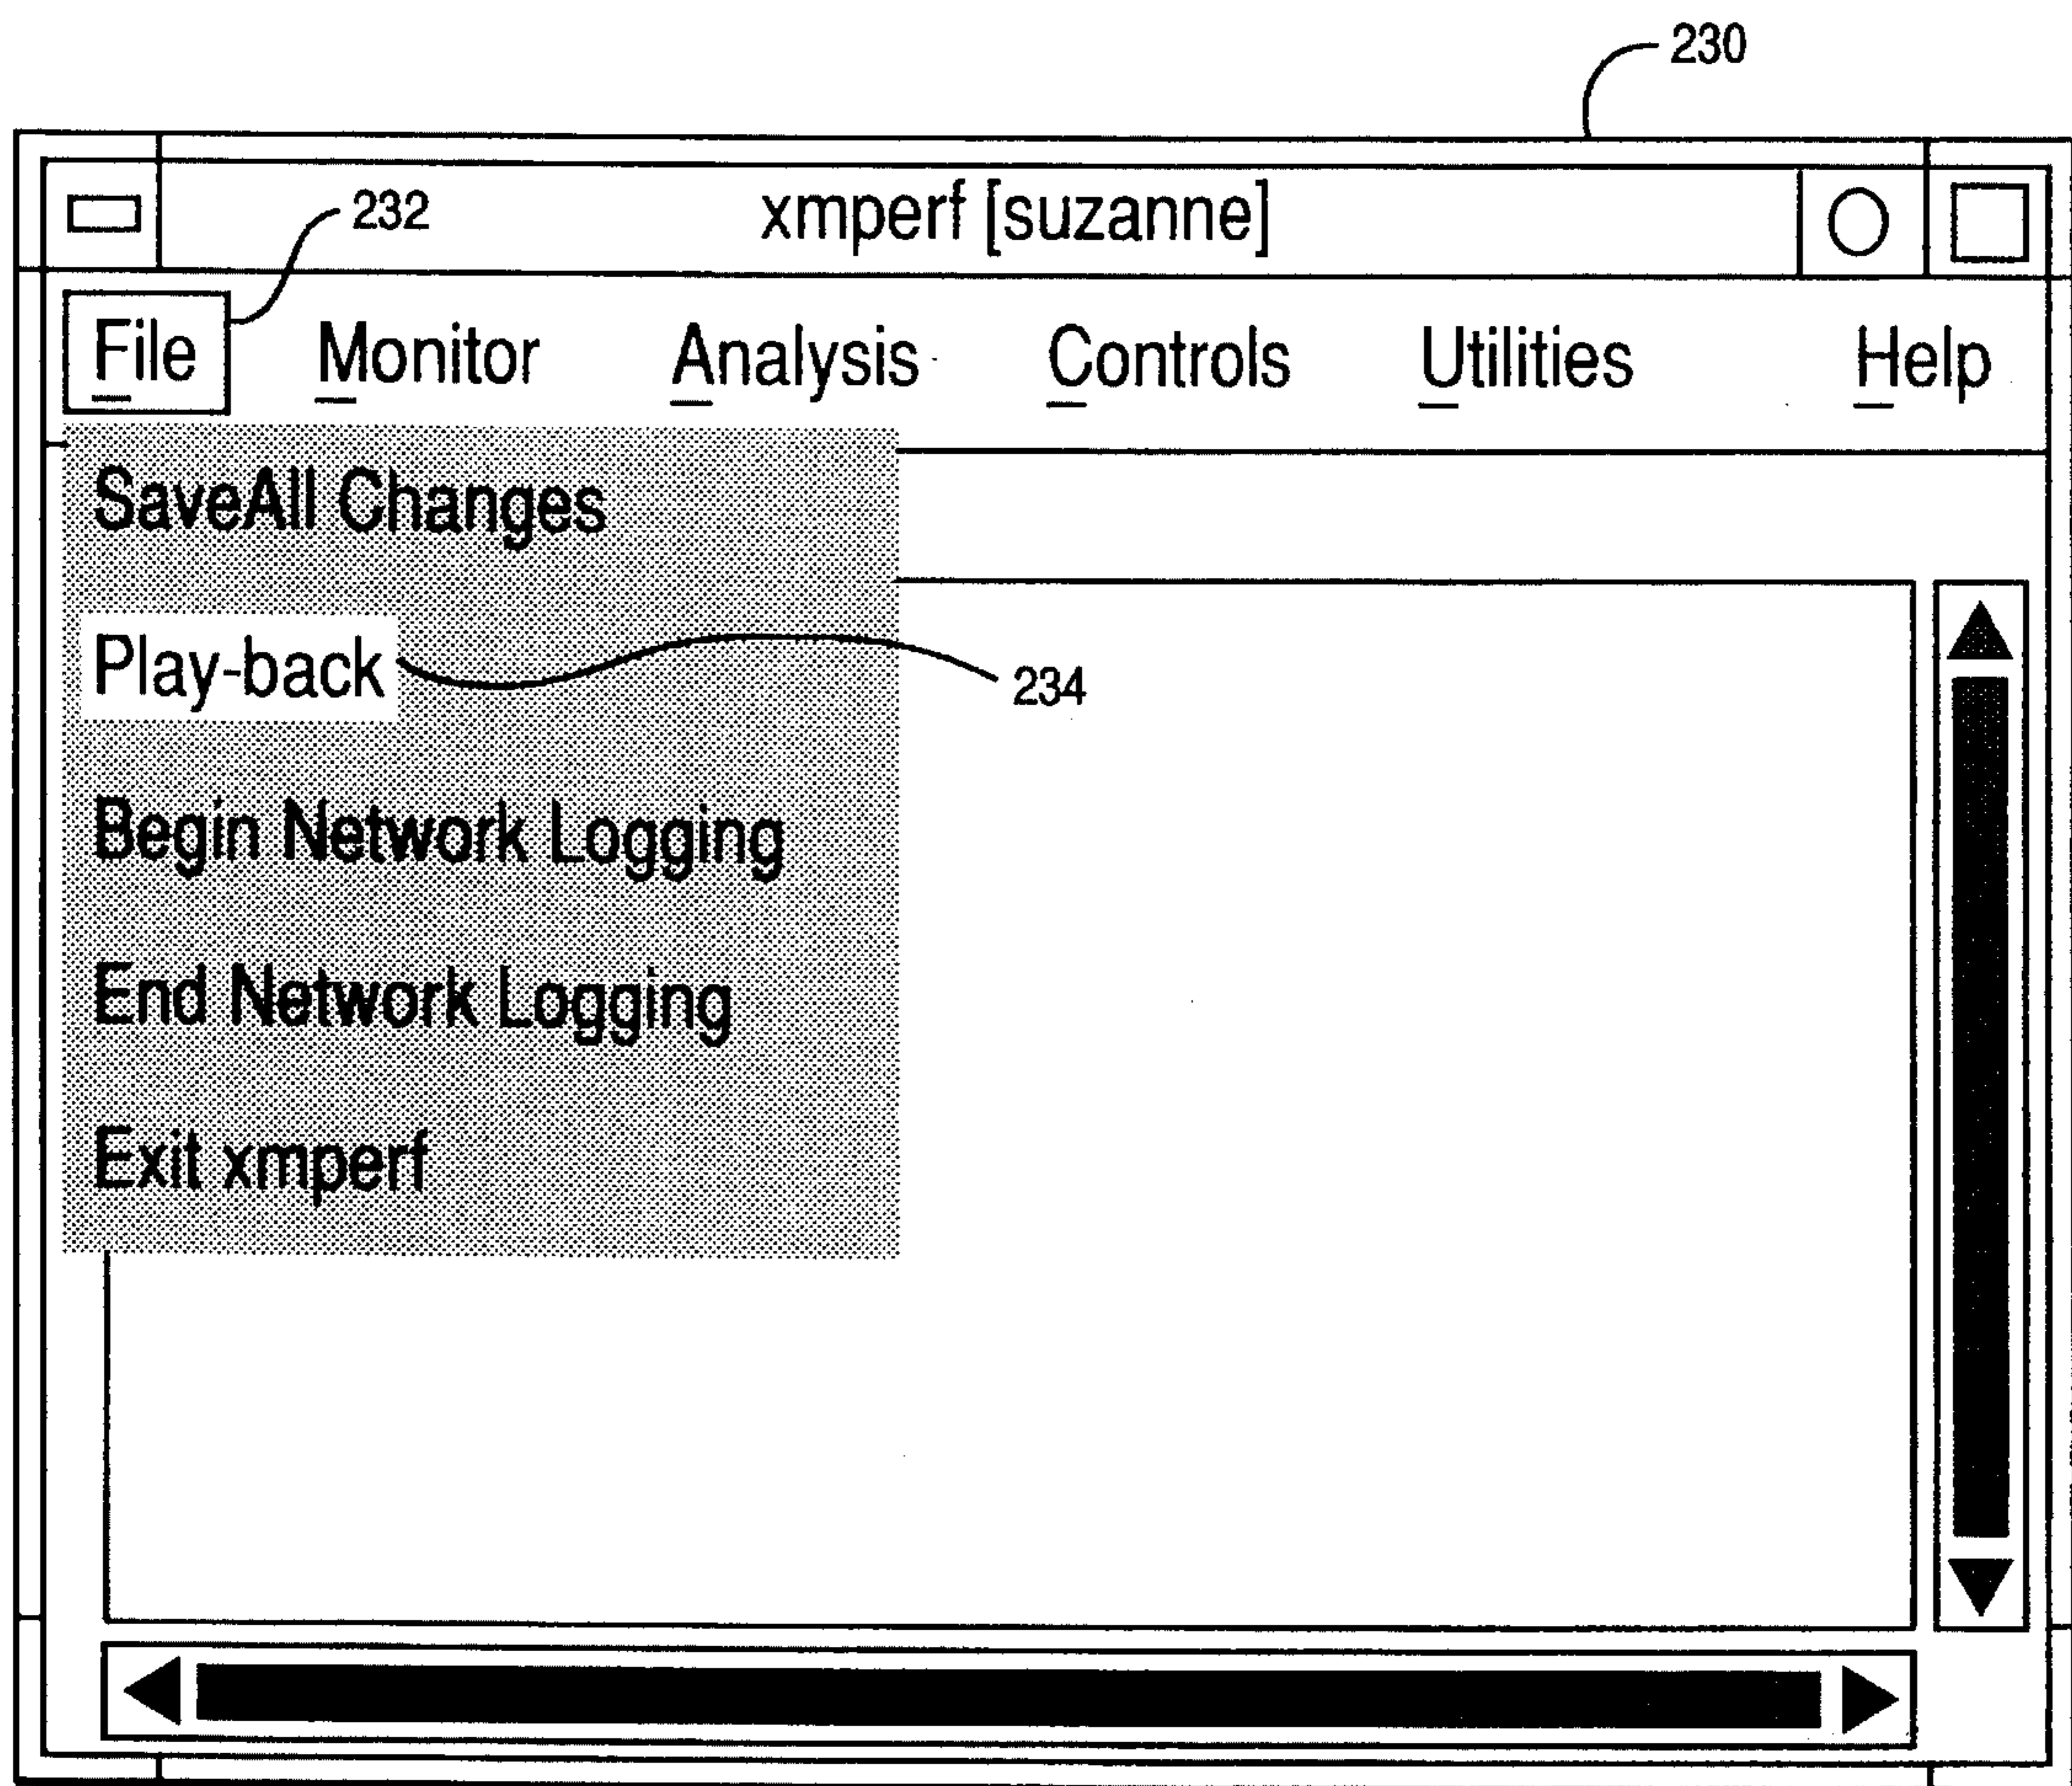 230
xmperf [suzanne]
232
File Monitor Analysis Controls Utilities Help
SaveAll Changes
Play-back
234
Begin Network Logging
End Network Logging
Exit xmperf